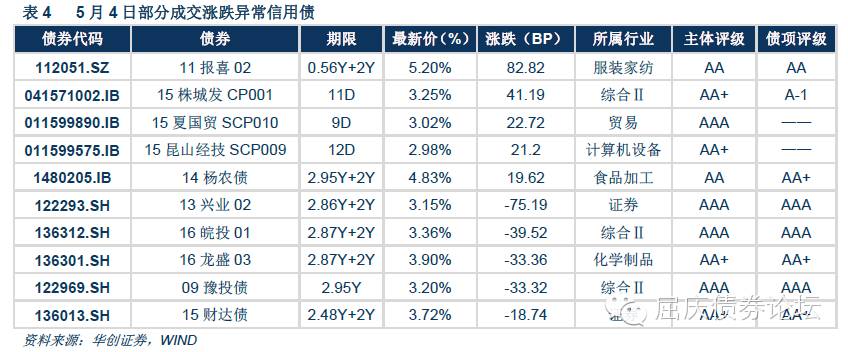 表 4 5 月 4 日部分成交涨跌异常信用债
债券代码 债券 期限 最新价(%) 涨跌（BP） 所属行业 主体评级 债项评级
112051.SZ 11 报喜 02 0.56Y+2Y 5.20% 82.82 服装家纺 AA AA
041571002.IB 15 株城发 CP001 11D 3.25% 41.19 综合Ⅱ AA+ A-1
011599890.IB 15 夏国贸 SCP010 9D 3.02% 22.72 贸易 AAA ——
011599575.IB 15 昆山经技 SCP009 12D 2.98% 21.2 计算机设备 AA+ ——
1480205.IB 14 杨农债 2.95Y+2Y 4.83% 19.62 食品加工 AA AA+
122293.SH 13 兴业 02 2.86Y+2Y 3.15% -75.19 证券 AAA AAA
136312.SH 16 皖投 01 2.87Y+2Y 3.36% -39.52 综合Ⅱ AAA AAA
136301.SH 16 龙盛 03 2.87Y+2Y 3.90% -33.36 化学制品 AA+ AA+
122969.SH 09 豫投债 2.95Y 3.20% -33.32 综合Ⅱ AAA AAA
136013.SH 15 财达债 2.48Y+2Y 3.72% -18.74 AA+ AA+
屈庆债券论坛
资料来源：华创证券，WIND